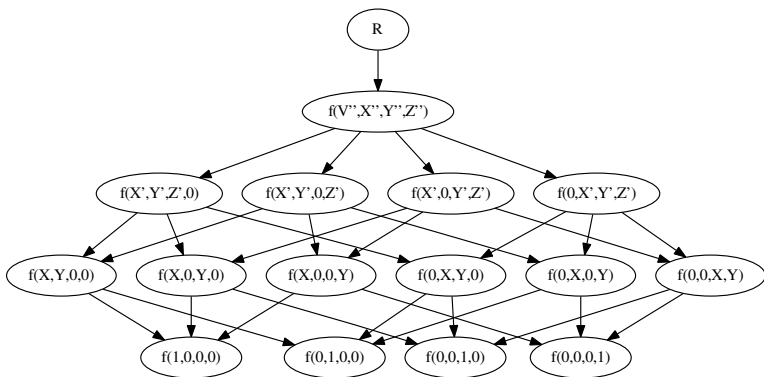 R
f(V”,X”,Y”,Z”)
f(X’,Y’,Z’,0) f(X’,Y’,0,Z’) f(X’,0,Y’,Z’) f(0,X’,Y’,Z’)
f(X,Y,0,0) f(X,0,Y,0) f(X,0,0,Y) f(0,X,Y,0) f(0,X,0,Y) f(0,0,X,Y)
f(1,0,0,0) f(0,1,0,0) f(0,0,1,0) f(0,0,0,1)